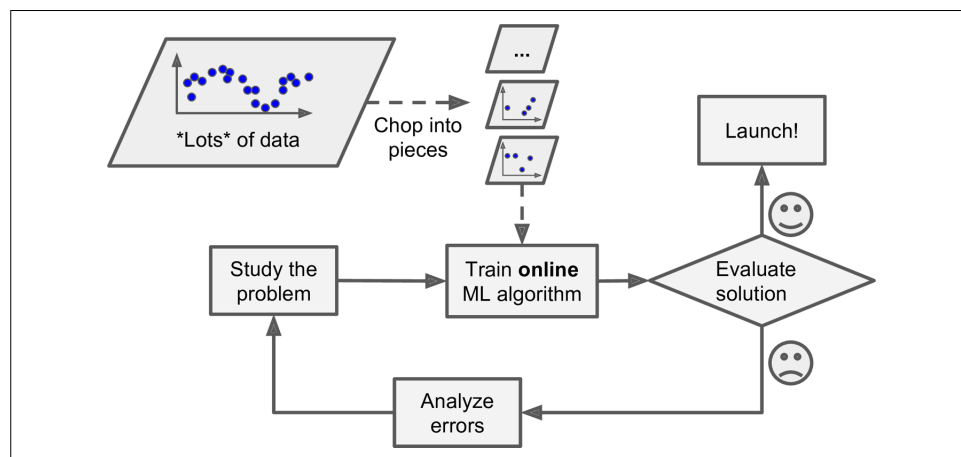 ...
*Lots* of data
Chop into
pieces
Launch!
Study the
problem
Train online
ML algorithm
Evaluate
solution
Analyze
errors